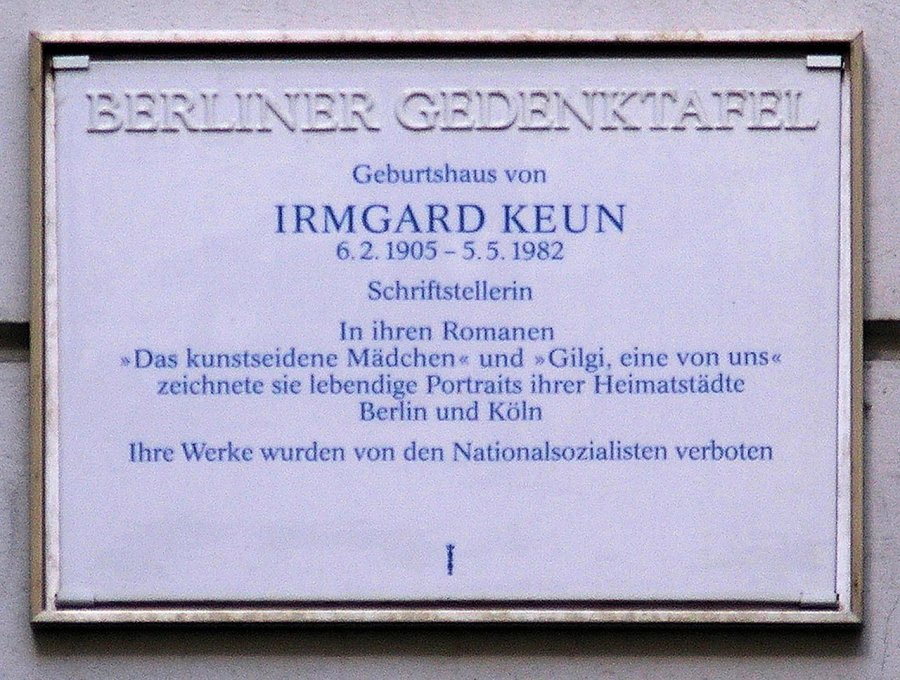 BERLINER GEDENKTAFEL
Geburtshaus von
IRMGARD KEUN
6. 2. 1905 – 5. 5. 1982
Schriftstellerin
In ihren Romanen
»Das kunstseidene Mädchen« und »Gilgi, eine von uns«
zeichnete sie lebendige Portraits ihrer Heimatstädte
Berlin und Köln
Ihre Werke wurden von den Nationalsozialisten verboten